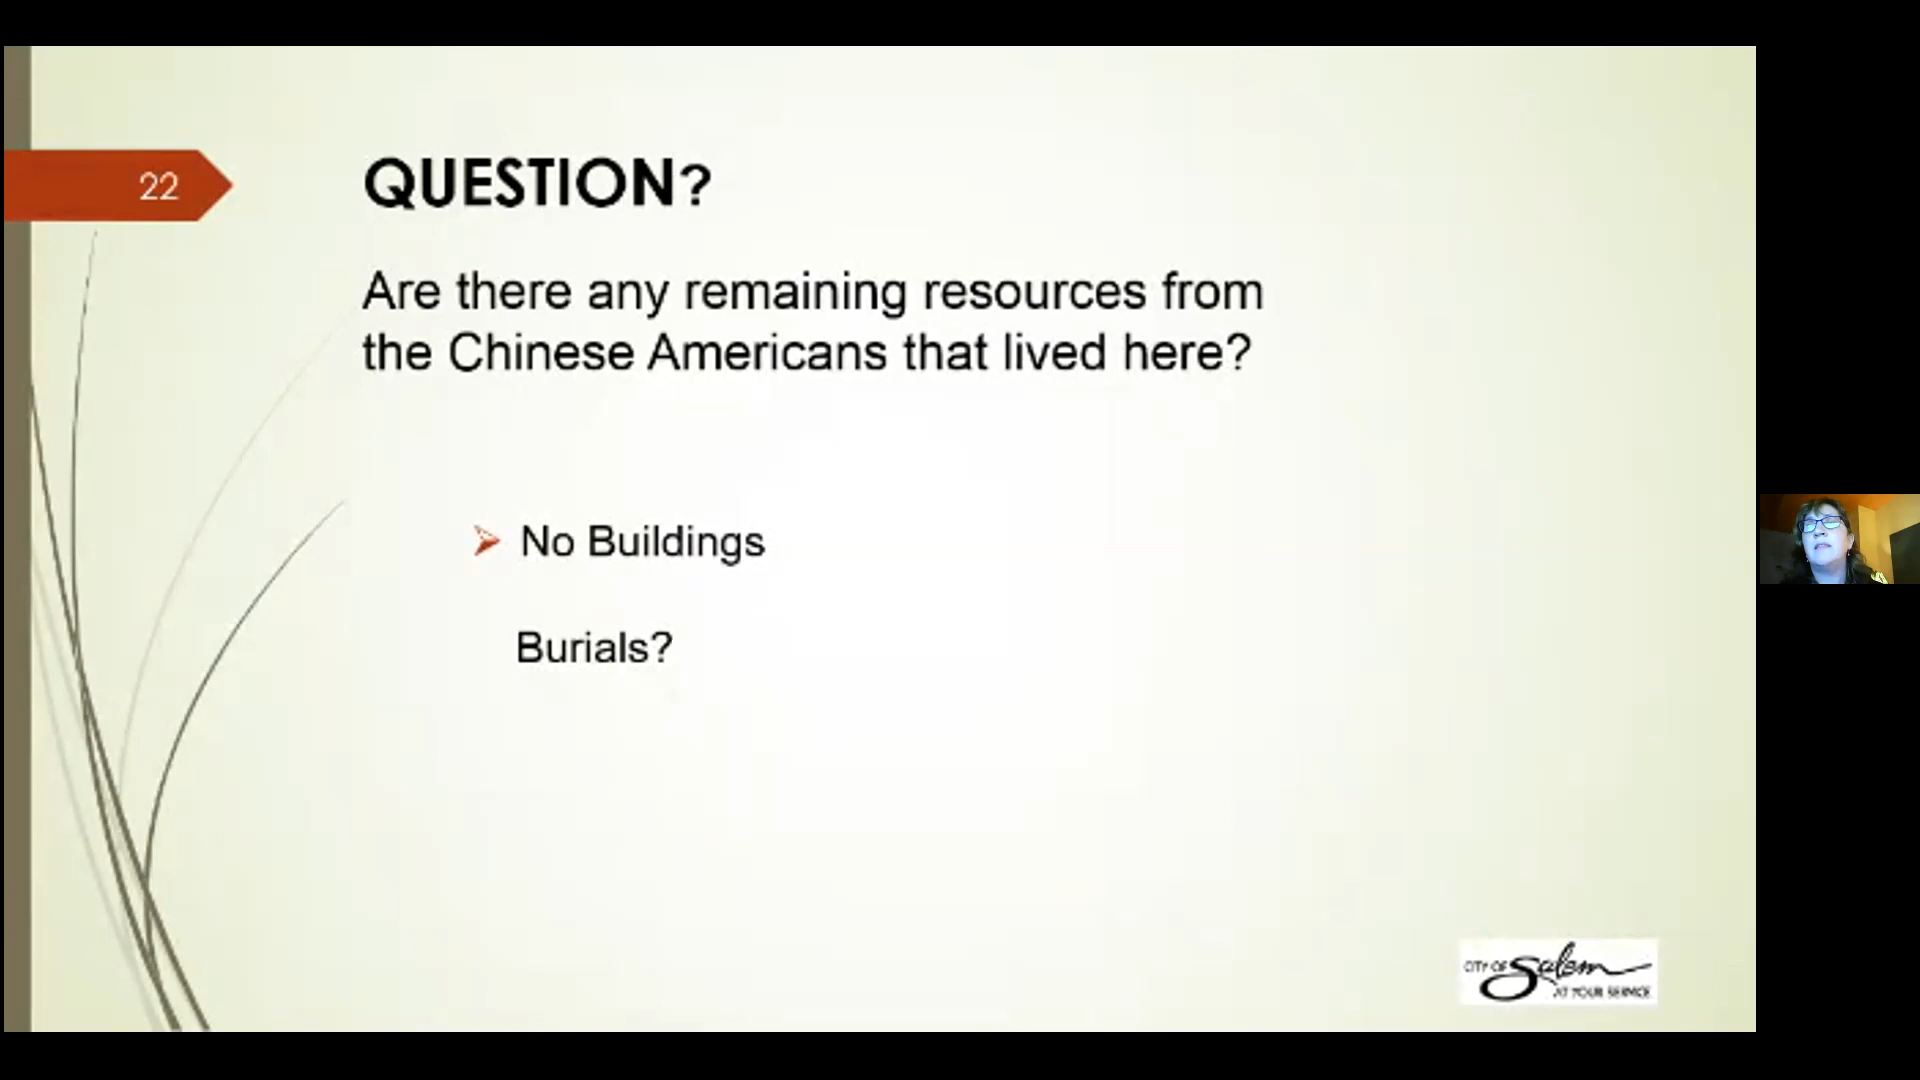 22
QUESTION?
Are there any remaining resources from
the Chinese Americans that lived here?
No Buildings
Burials?
CITY OF Salem
AT YOUR SERVICE